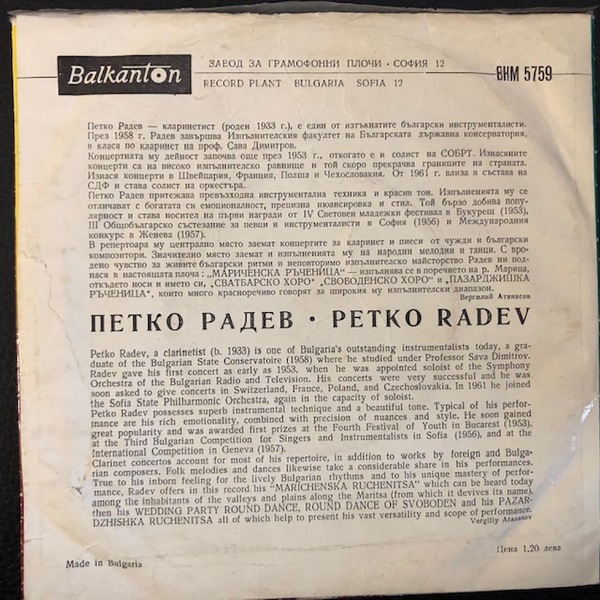 Balkanton
ЗАВОД ЗА ГРАМОФОННИ ПЛОЧИ · СОФИЯ 12
RECORD PLANT BULGARIA SOFIA 12
ВКМ 5759
Петко Радев — кларинетист (роден 1933 г.), е един от изгъкнатите български инструменталисти.
През 1958 г. Радев завършва Изпълнителския факултет на Българската държавна консерватория,
в класа по кларинет на проф. Сава Димитров.
Концертната му дейност започва още през 1953 г., откогато е и солист на СОБРТ. Изнасяните
концерти са на високо изпълнителско равнище и той скоро прекрачва границите на страната.
Изнася концерти в Швейцария, Франция, Полша и Чехословакия. От 1961 г. влиза в състава на
СДФ и става солист на оркестъра.
Петко Радев притежава превъзходна инструментална техника и красив тон. Изпълненията му се
отличават с богатата си емоционалност, прецизна нюансировка и стил. Той бързо добива попу-
лярност и става носител на първи награди от IV Световен младежки фестивал в Букурещ (1953),
III Общобългарско състезание за певци и инструменталисти в София (1956) и Международния
конкурс в Женева (1957).
В репертоара му централно място заемат концертите за кларинет и пиеси от чужди и български
композитори. Значително място заемат и изпълненията му на народни мелодии и танци. С вро-
дено чувство за живите български ритми и неповторимо изпълнителско майсторство Радев ни под-
нася в настоящата плоча: „МАРИЧЕНСКА РЪЧЕНИЦА“ — изпълнява се в поречието на р. Марица,
откъдето носи и името си, „СВАТБАРСКО ХОРО“ „СВОБОДЕНСКО ХОРО“ и „ПАЗАРДЖИШКА
РЪЧЕНИЦА“, които много красноречиво говорят за широкия му изпълнителски диапазон.
Вергилий Атанасов
ПЕТКО РАДЕВ · PETKO RADEV
Petko Radev, a clarinetist (b. 1933) is one of Bulgaria's outstanding instrumentalists today, a gra-
duate of the Bulgarian State Conservatoire (1958) where he studied under Professor Sava Dimitrov.
Radev gave his first concert as early as 1953, when he was appointed soloist of the Symphony
Orchestra of the Bulgarian Radio and Television. His concerts were very successful and he was
soon asked to give concerts in Switzerland, France, Poland, and Czechoslovakia. In 1961 he joined
the Sofia State Philharmonic Orchestra, again in the capacity of soloist.
Petko Radev possesses superb instrumental technique and a beautiful tone. Typical of his perfor-
mance are his rich emotionality, combined with precision of nuances and style. He soon gained
great popularity and was awarded first prizes at the Fourth Festival of Youth in Bucarest (1953),
at the Third Bulgarian Competition for Singers and Instrumentalists in Sofia (1956), and at the
International Competition in Geneva (1957).
Clarinet concertos account for most of his repertoire, in addition to works by foreign and Bulga-
rian composers. Folk melodies and dances likewise take a considerable share in his performances.
True to his inborn feeling for the lively Bulgarian rhythms and to his unique mastery of perfor-
mance, Radev offers in this record his "MARICHENSKA RUCHENITSA" which can be heard today
among the inhabitants of the valleys and plains along the Maritsa (from which it devives its name),
then his WEDDING PARTY ROUND DANCE, ROUND DANCE OF SVOBODEN and his PAZAR-
DZHISHKA RUCHENITSA all of which help to present his vast versatility and scope of performance.
Vergiliy Atanasov
Цена 1,20 лева
Made in Bulgaria